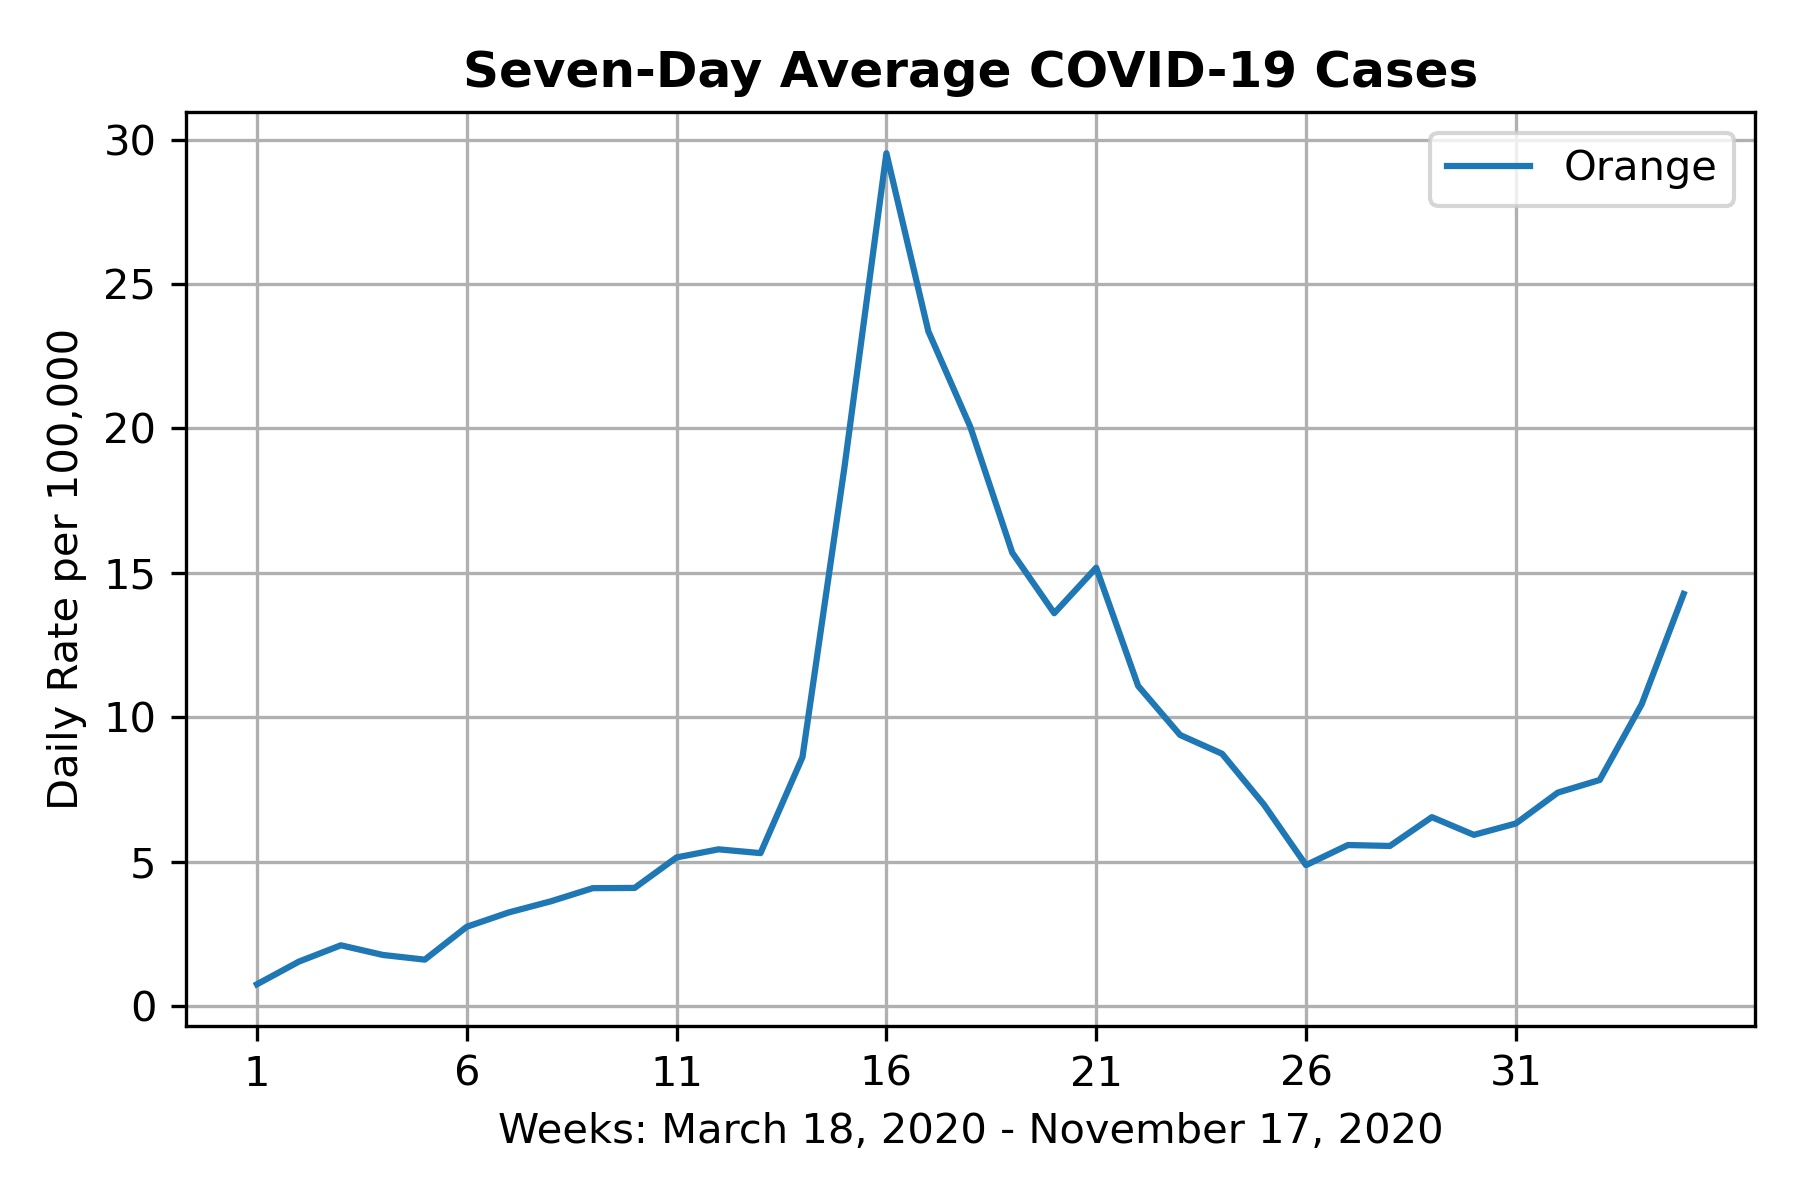 Seven-Day Average COVID-19 Cases
30
25
20
15
10
5
0
Daily Rate per 100,000
Orange
1 6 11 16 21 26 31
Weeks: March 18, 2020 - November 17, 2020